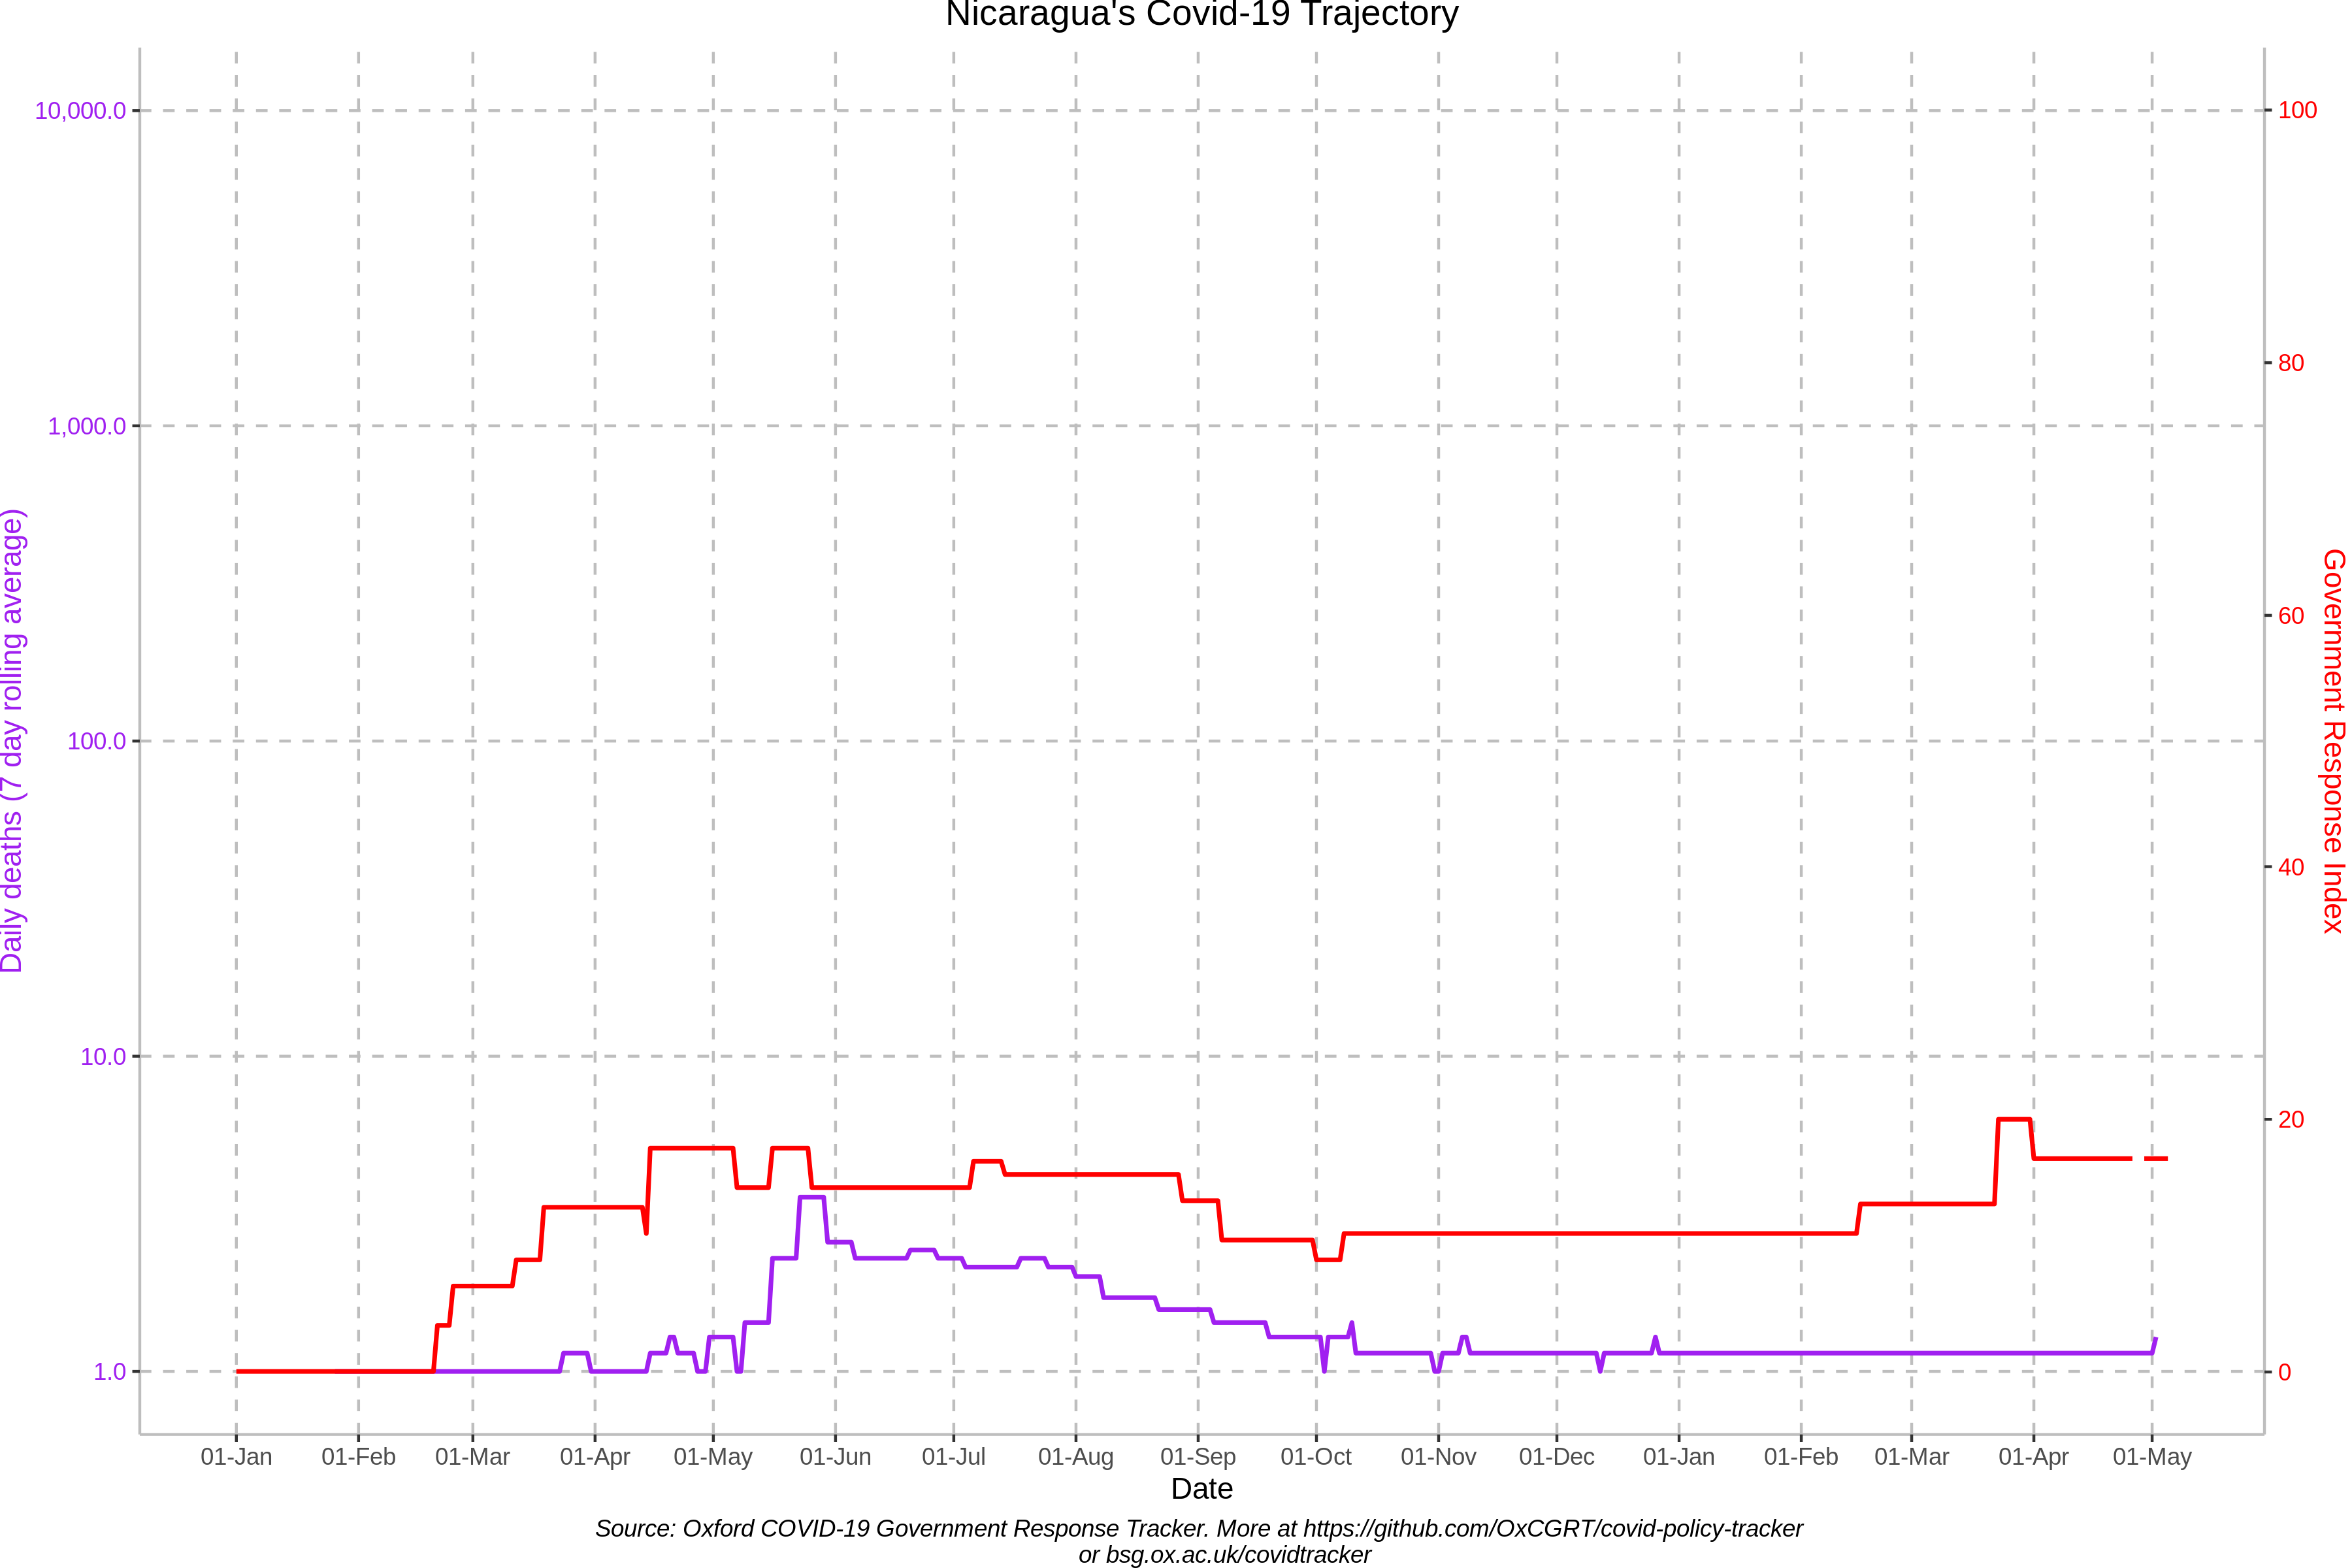 Nicaragua's Covid-19 Trajectory
10,000.0
1,000.0
100.0
10.0
1.0
Daily deaths (7 day rolling average)
100
80
60
40
20
0
Government Response Index
01-Jan 01-Feb 01-Mar 01-Apr 01-May 01-Jun 01-Jul 01-Aug 01-Sep 01-Oct 01-Nov 01-Dec 01-Jan 01-Feb 01-Mar 01-Apr 01-May
Date
Source: Oxford COVID-19 Government Response Tracker. More at https://github.com/OxCGRT/covid-policy-tracker
or bsg.ox.ac.uk/covidtracker